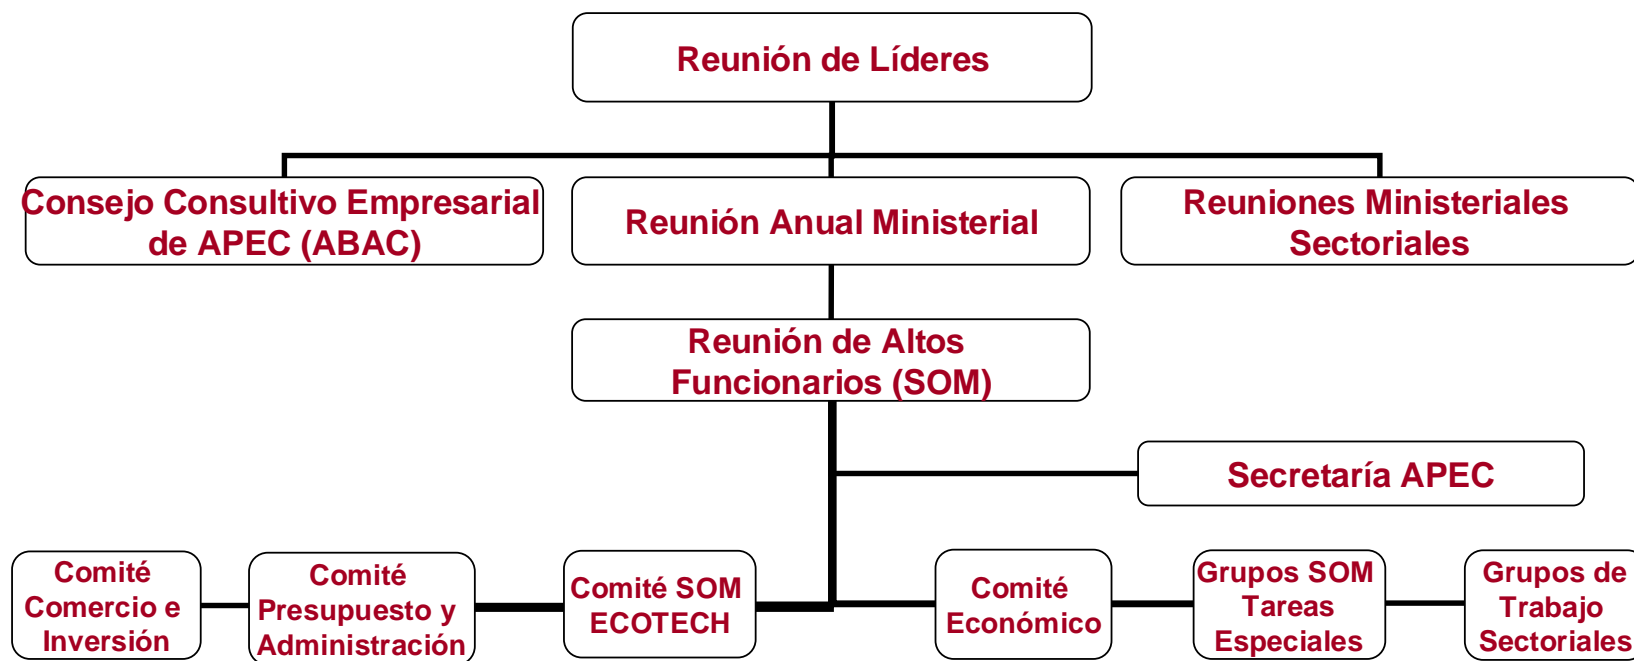 Reunión de Líderes
Consejo Consultivo Empresarial
de APEC (ABAC)
Reunión Anual Ministerial
Reuniones Ministeriales
Sectoriales
Reunión de Altos
Funcionarios (SOM)
Secretaría APEC
Comité
Comercio e
Inversión
Comité
Presupuesto y
Administración
Comité SOM
ECOTECH
Comité
Económico
Grupos SOM
Tareas
Especiales
Grupos de
Trabajo
Sectoriales